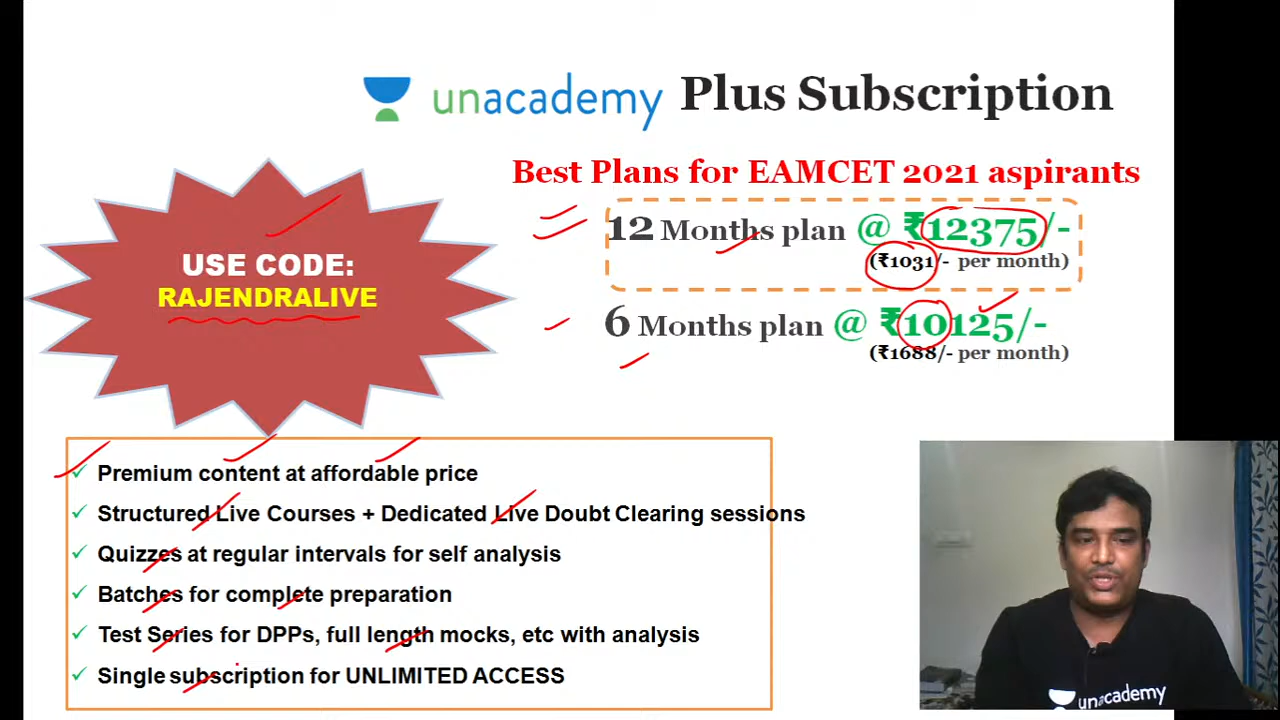 unacademy Plus Subscription
Best Plans for EAMCET 2021 aspirants
12 Months plan @ ₹12375/-
(₹1031/- per month)
6 Months plan @ ₹10125/-
(₹1688/- per month)
USE CODE:
RAJENDRALIVE
✓ Premium content at affordable price
✓ Structured Live Courses + Dedicated Live Doubt Clearing sessions
✓ Quizzes at regular intervals for self analysis
✓ Batches for complete preparation
✓ Test Series for DPPs, full length mocks, etc with analysis
✓ Single subscription for UNLIMITED ACCESS
unacademy